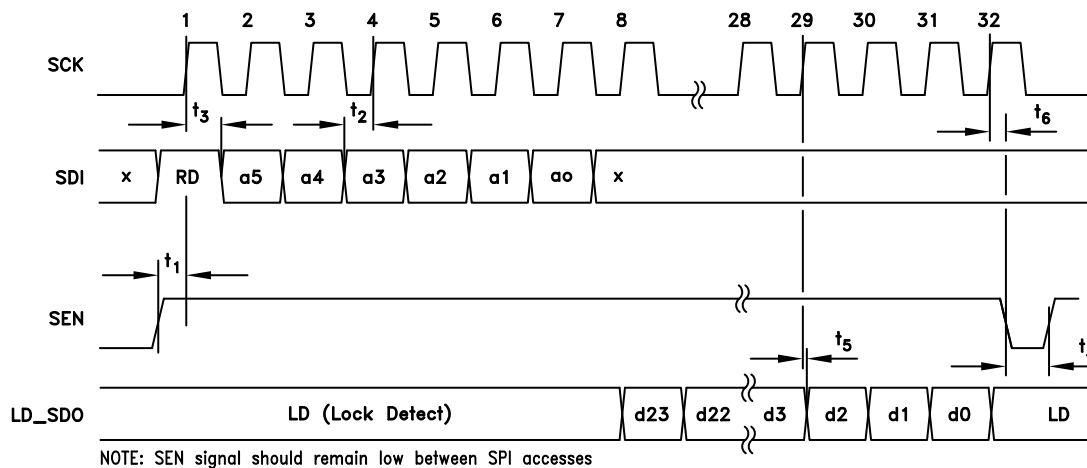 1 2 3 4 5 6 7 8 28 29 30 31 32
SCK
t3 t2 t6
SDI x RD a5 a4 a3 a2 a1 ao x
t1
SEN
t5
LD_SDO LD (Lock Detect) d23 d22 d3 d2 d1 d0 LD
NOTE: SEN signal should remain low between SPI accesses